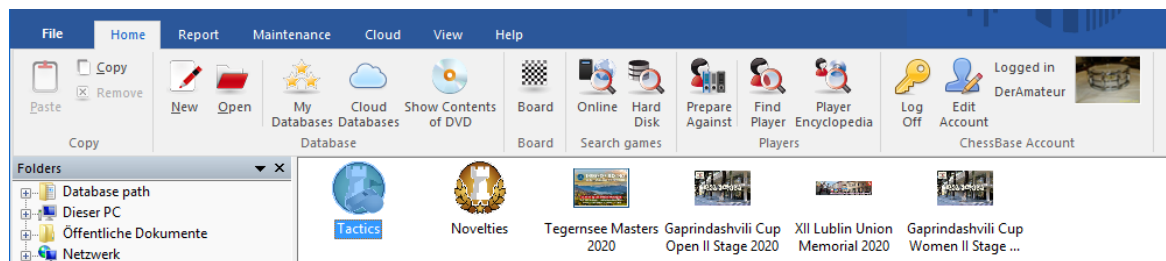 File Home Report Maintenance Cloud View Help
Paste
Copy
Remove
New
Open
My Databases
Cloud Databases
Show Contents of DVD
Board
Online
Hard Disk
Prepare Against
Find Player
Player Encyclopedia
Log Off
Edit Account
Logged in
DerAmateur
Copy Database Board Search games Players ChessBase Account
Folders
Database path
Dieser PC
Öffentliche Dokumente
Netzwerk
Tactics
Novelties
Tegernsee Masters
2020
Gaprindashvili Cup
Open II Stage 2020
XII Lublin Union
Memorial 2020
Gaprindashvili Cup
Women II Stage ...